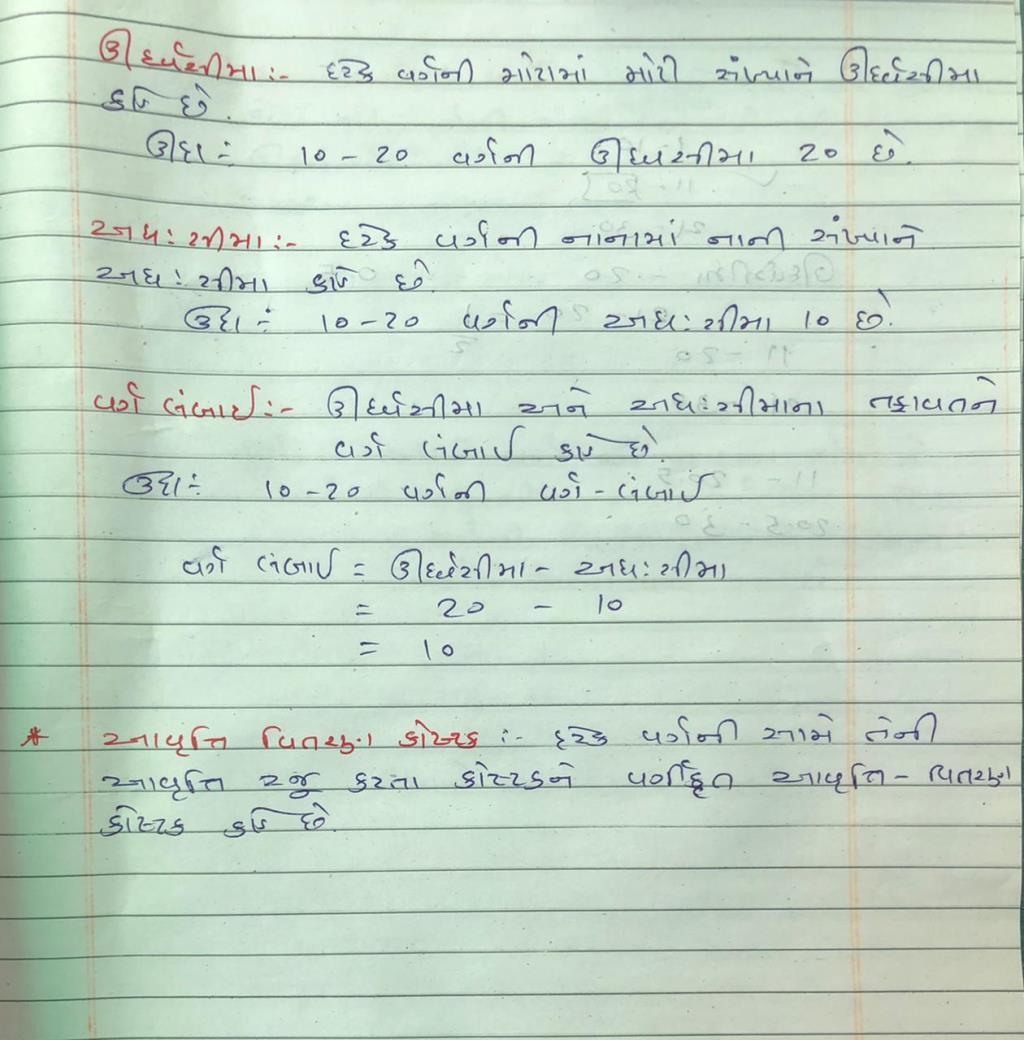 ઊર્ધ્વસીમા :- દરેક વર્ગની મોટામાં મોટી સંખ્યાને ઊર્ધ્વસીમા
કહે છે.
ઊદા :- 10 - 20 વર્ગની ઊધ્વસીમા 20 છે.
અધ: સીમા :- દરેક વર્ગની નાનામાં નાની સંખ્યાને
અધ: સીમા કહે છે.
ઉદા :- 10 - 20 વર્ગની અધ: સીમા 10 છે.
વર્ગ લંબાઈ :- ઊર્ધ્વસીમા અને અધ:સીમાના તફાવતને
વર્ગ લંબાઈ કહે છે.
ઉદા :- 10 - 20 વર્ગની વર્ગ - લંબાઈ
વર્ગ લંબાઈ = ઊર્ધ્વસીમા - અધ: સીમા
= 20 - 10
= 10
* આવૃત્તિ વિતરણ કોષ્ટક :- દરેક વર્ગની સામે તેની
આવૃત્તિ રજૂ કરતા કોષ્ટકને વર્ગીકૃત આવૃત્તિ - વિતરણ
કોષ્ટક કહે છે.